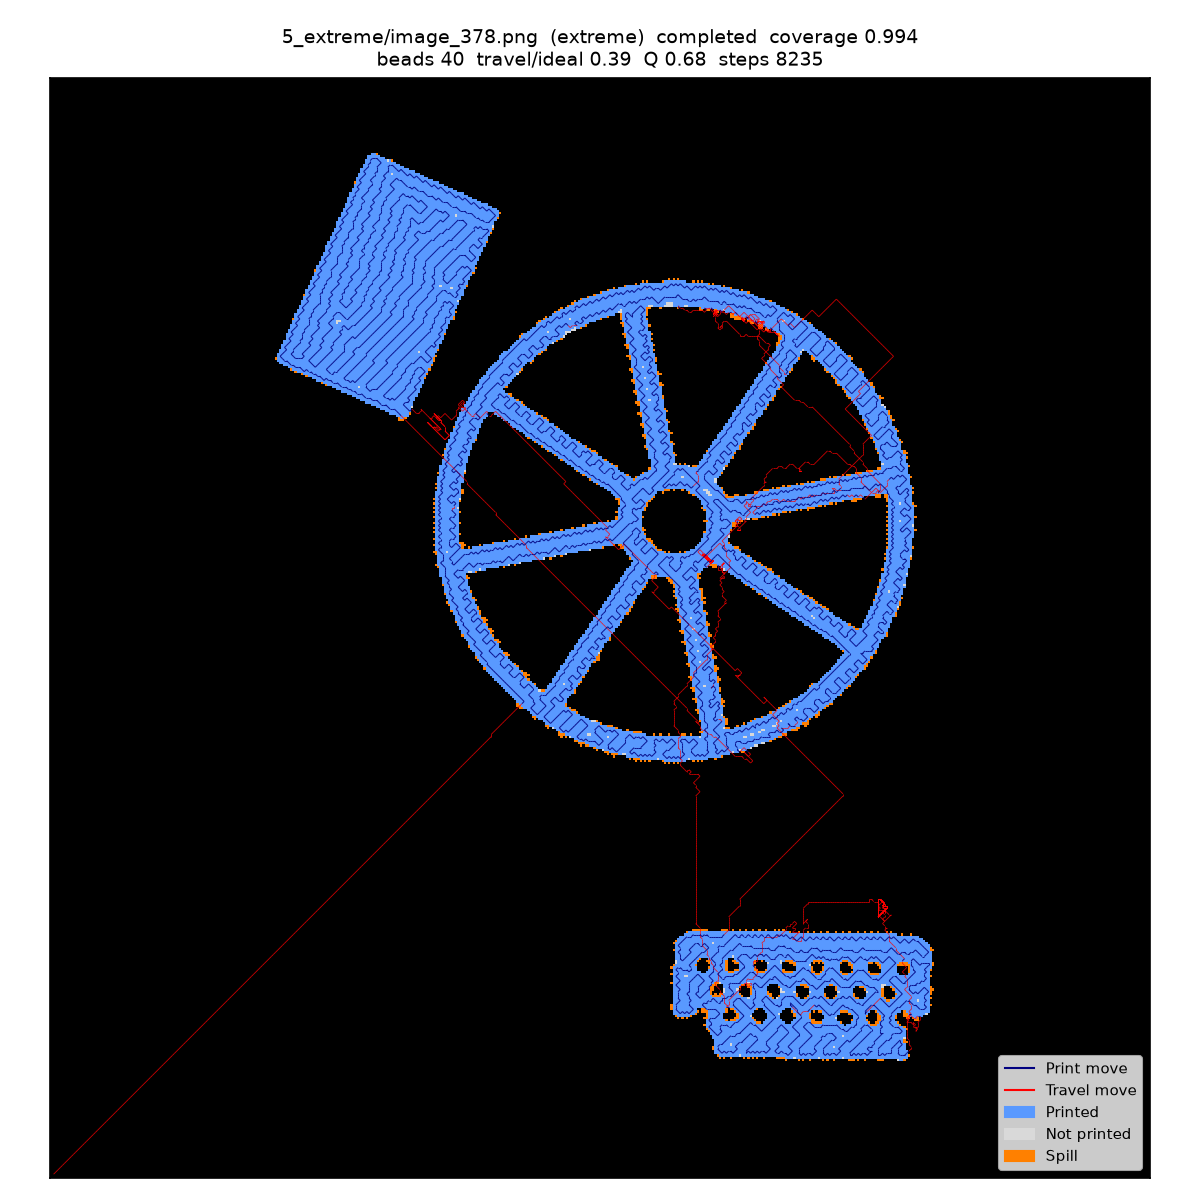 5_extreme/image_378.png  (extreme)  completed  coverage 0.994
beads 40  travel/ideal 0.39  Q 0.68  steps 8235
Print move
Travel move
Printed
Not printed
Spill